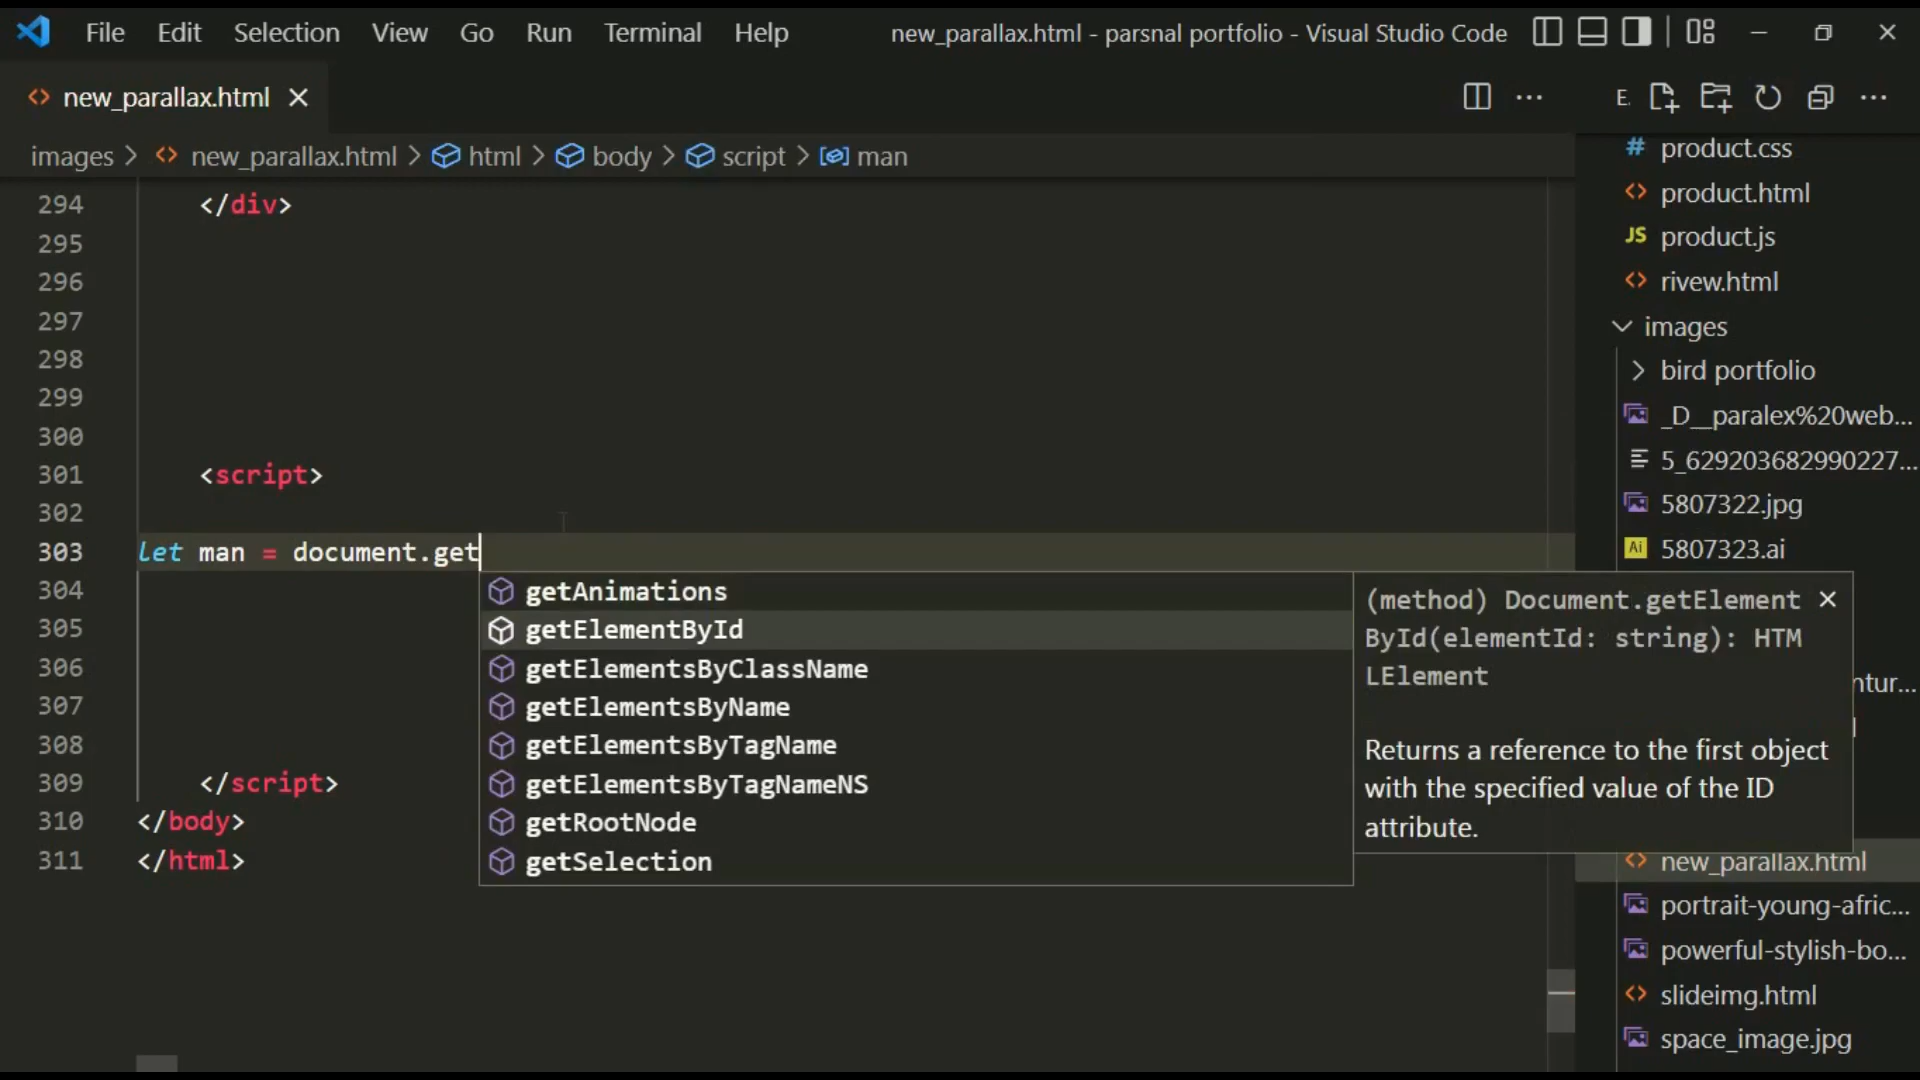 File Edit Selection View Go Run Terminal Help new_parallax.html - parsnal portfolio - Visual Studio Code
new_parallax.html
E.
images > new_parallax.html > html > body > script > man
294 </div>
295
296
297
298
299
300
301 <script>
302
303 let man = document.get
304
305
306
307
308
309 </script>
310 </body>
311 </html>
getAnimations
getElementById
getElementsByClassName
getElementsByName
getElementsByTagName
getElementsByTagNameNS
getRootNode
getSelection
(method) Document.getElement
ById(elementId: string): HTM
LElement
Returns a reference to the first object
with the specified value of the ID
attribute.
product.css
product.html
JS product.js
rivew.html
images
bird portfolio
_D__paralex%20web...
5_629203682990227...
5807322.jpg
Ai 5807323.ai
ntur...
new_parallax.html
portrait-young-afric...
powerful-stylish-bo...
slideimg.html
space_image.jpg